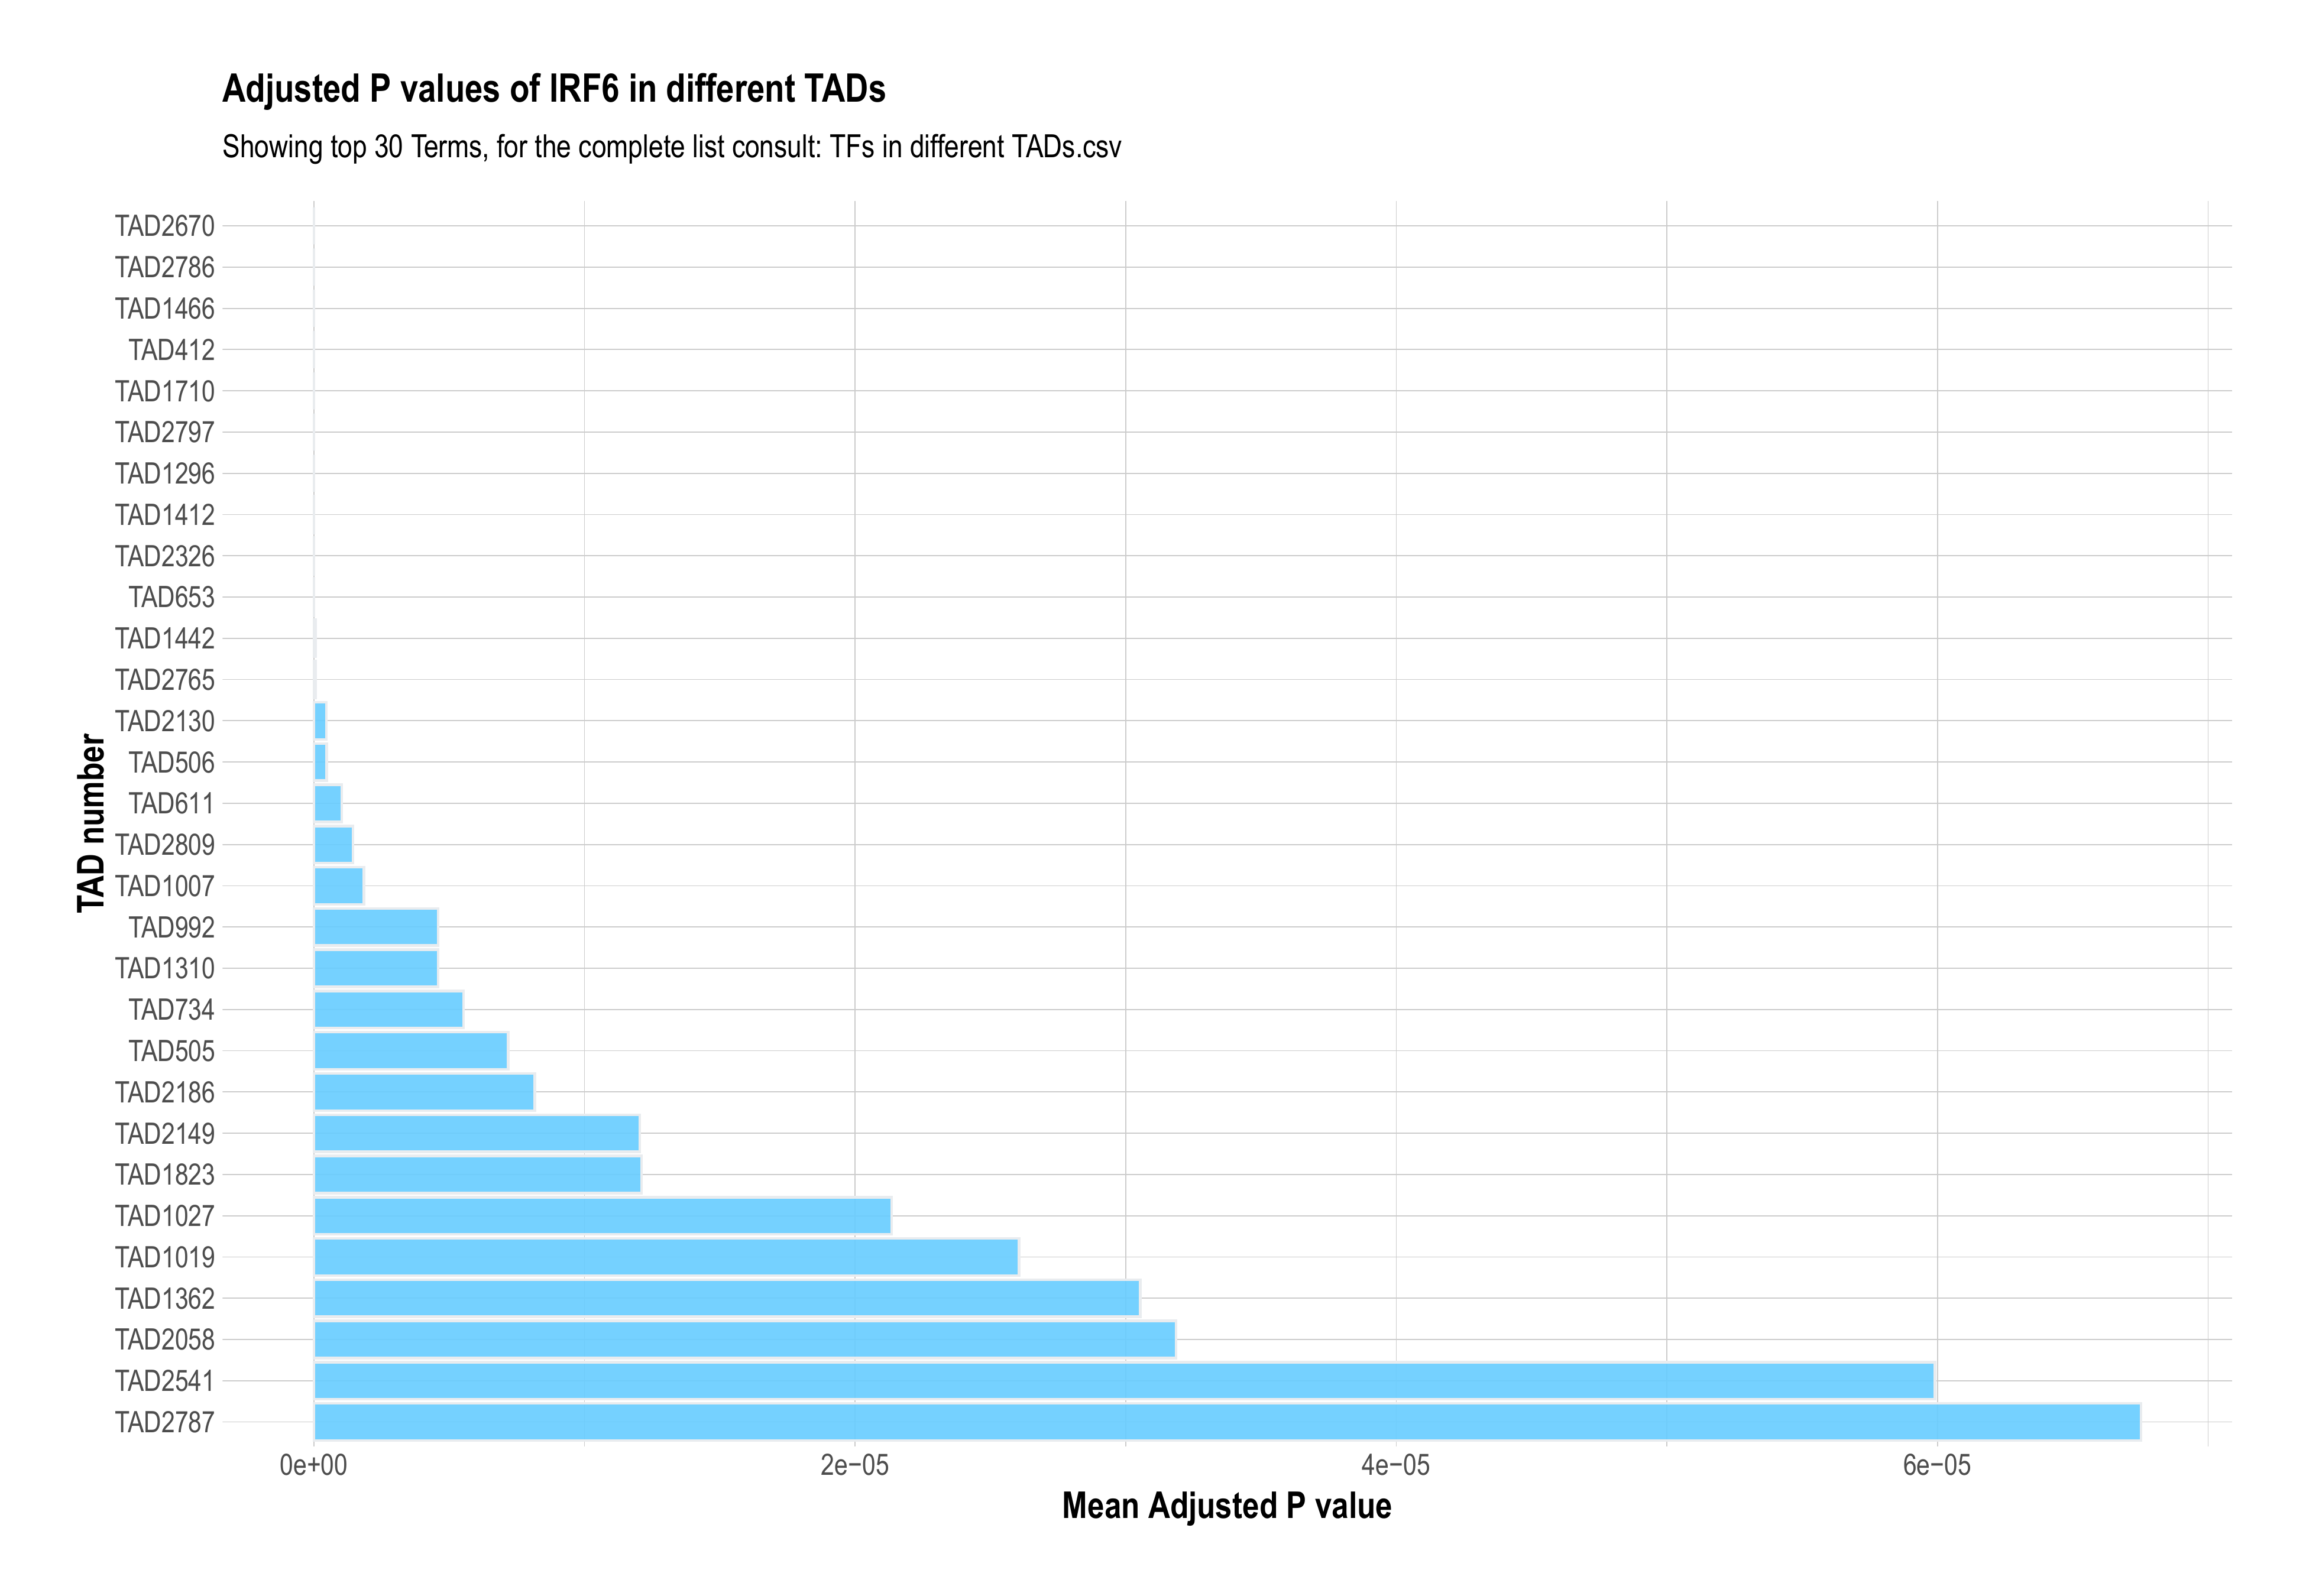 Adjusted P values of IRF6 in different TADs
Showing top 30 Terms, for the complete list consult: TFs in different TADs.csv
TAD number
TAD2670
TAD2786
TAD1466
TAD412
TAD1710
TAD2797
TAD1296
TAD1412
TAD2326
TAD653
TAD1442
TAD2765
TAD2130
TAD506
TAD611
TAD2809
TAD1007
TAD992
TAD1310
TAD734
TAD505
TAD2186
TAD2149
TAD1823
TAD1027
TAD1019
TAD1362
TAD2058
TAD2541
TAD2787
0e+00 2e−05 4e−05 6e−05
Mean Adjusted P value